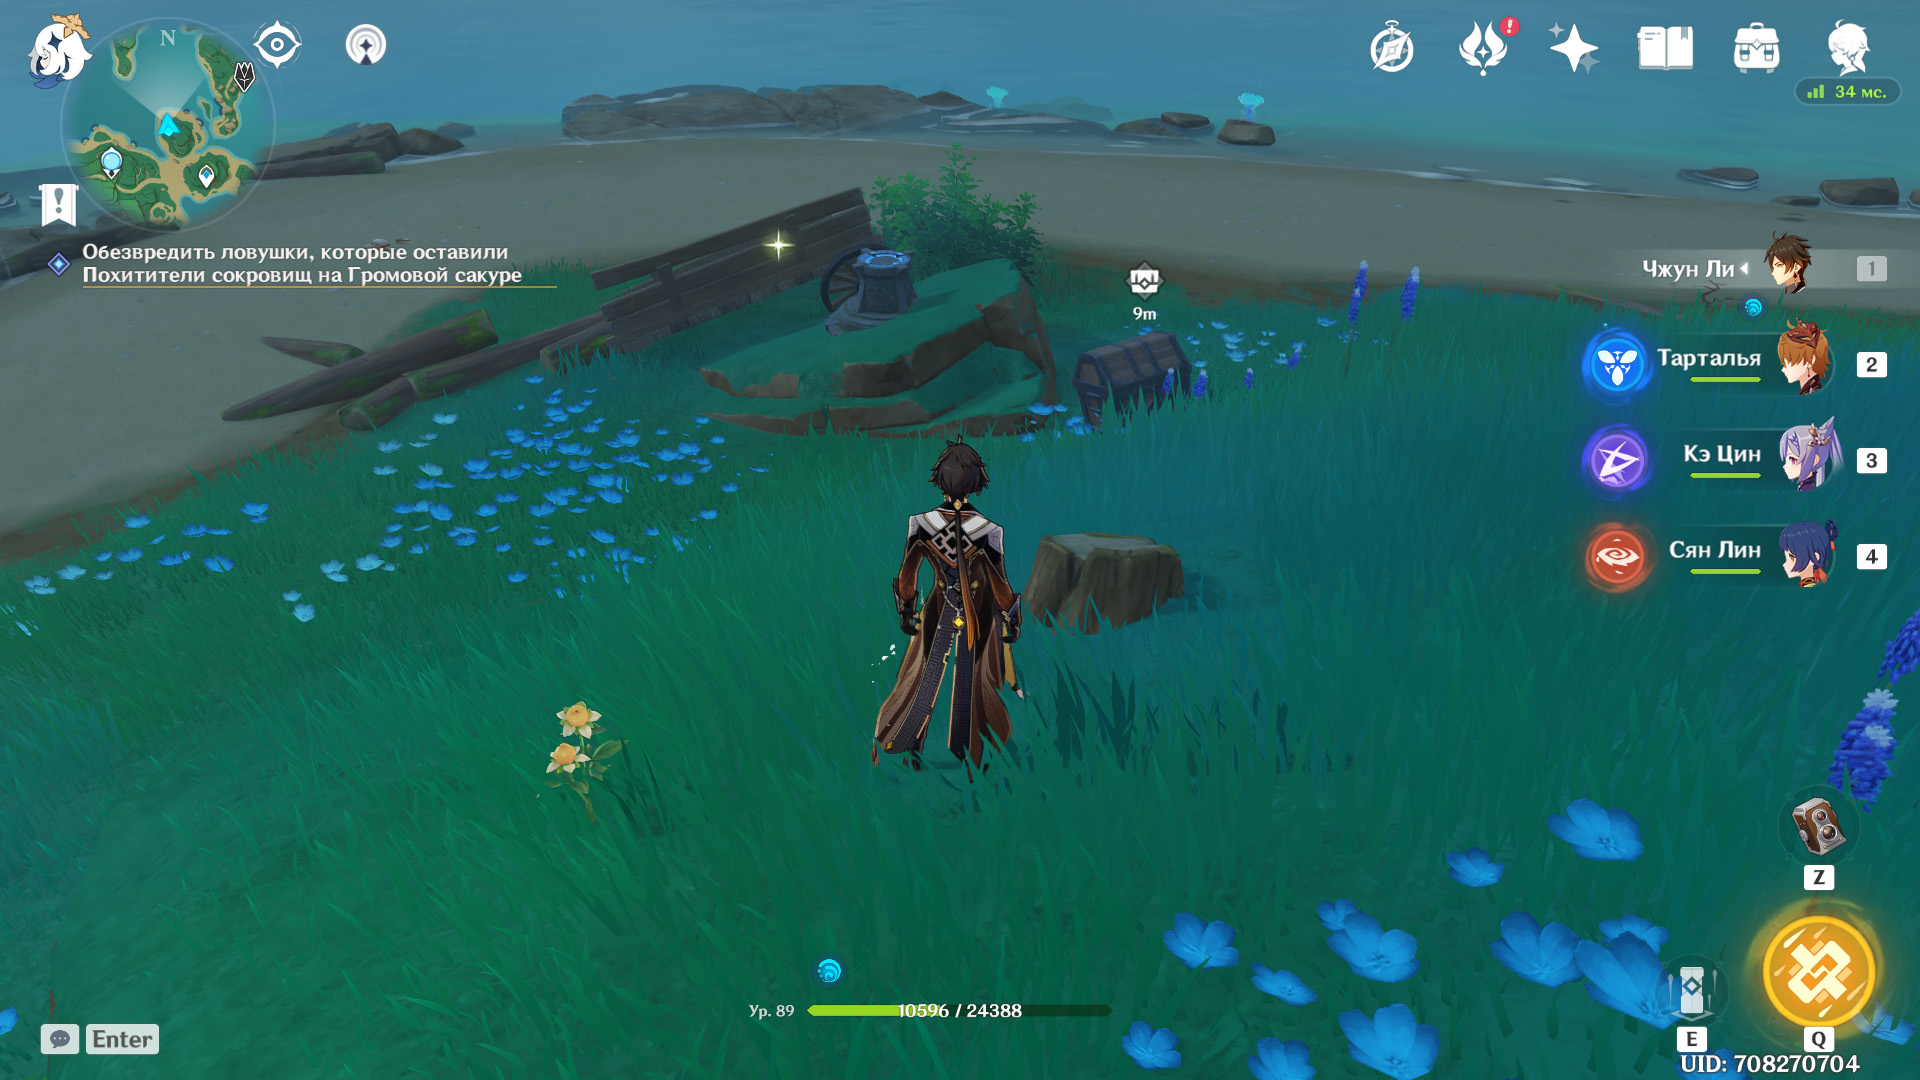 N
34 мс.
Обезвредить ловушки, которые оставили
Похитители сокровищ на Громовой сакуре
9m
Чжун Ли
1
Тарталья
2
Кэ Цин
3
Сян Лин
4
Z
Ур. 89
10596 / 24388
Enter
E
Q
UID: 708270704